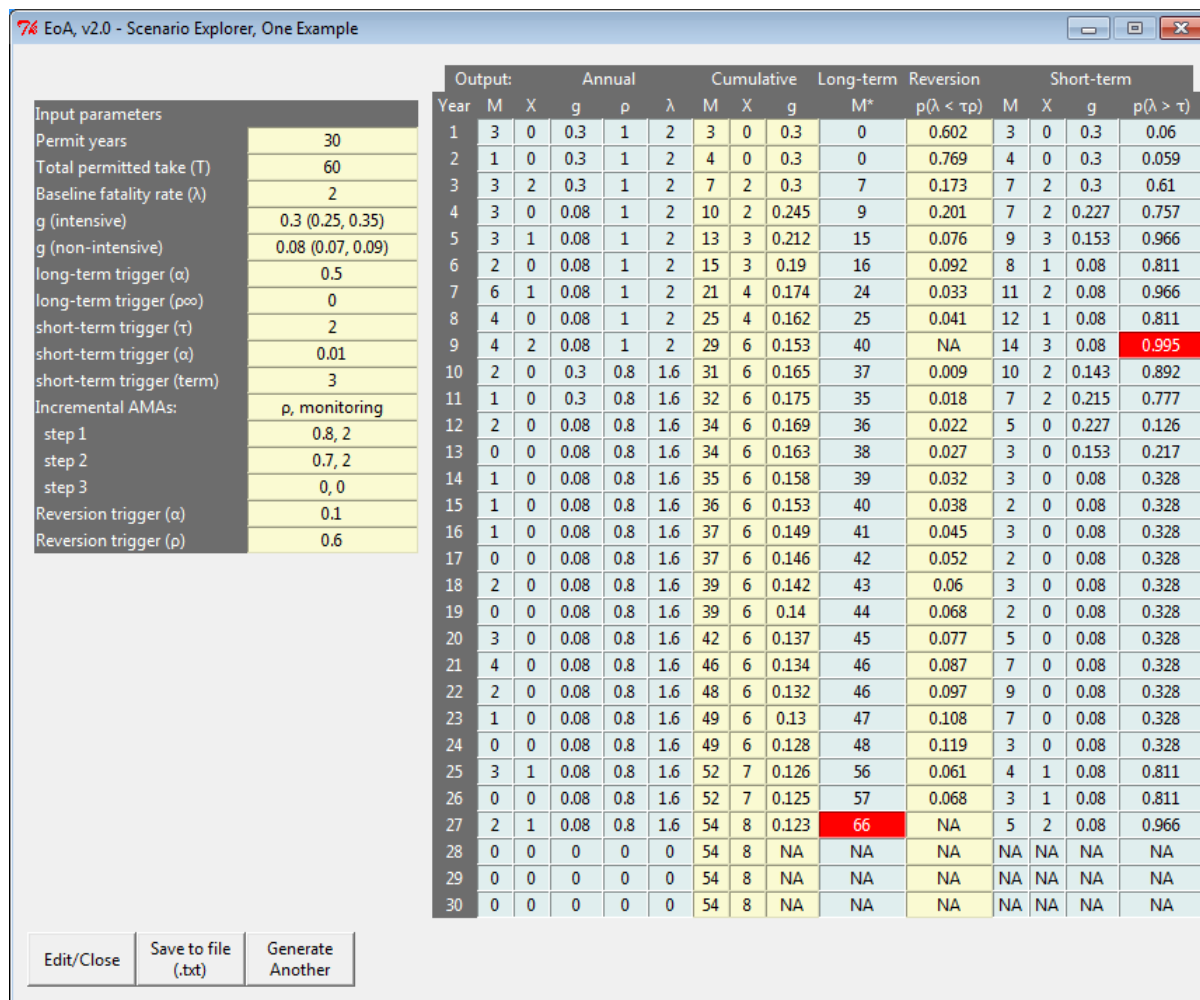 EoA, v2.0 - Scenario Explorer, One Example
Input parameters
Permit years 30
Total permitted take (T) 60
Baseline fatality rate (λ) 2
g (intensive) 0.3 (0.25, 0.35)
g (non-intensive) 0.08 (0.07, 0.09)
long-term trigger (α) 0.5
long-term trigger (ρ∞) 0
short-term trigger (τ) 2
short-term trigger (α) 0.01
short-term trigger (term) 3
Incremental AMAs: ρ, monitoring
step 1 0.8, 2
step 2 0.7, 2
step 3 0, 0
Reversion trigger (α) 0.1
Reversion trigger (ρ) 0.6
Output: Annual Cumulative Long-term Reversion Short-term
Year M X g ρ λ M X g M* p(λ < τρ) M X g p(λ > τ)
1 3 0 0.3 1 2 3 0 0.3 0 0.602 3 0 0.3 0.06
2 1 0 0.3 1 2 4 0 0.3 0 0.769 4 0 0.3 0.059
3 3 2 0.3 1 2 7 2 0.3 7 0.173 7 2 0.3 0.61
4 3 0 0.08 1 2 10 2 0.245 9 0.201 7 2 0.227 0.757
5 3 1 0.08 1 2 13 3 0.212 15 0.076 9 3 0.153 0.966
6 2 0 0.08 1 2 15 3 0.19 16 0.092 8 1 0.08 0.811
7 6 1 0.08 1 2 21 4 0.174 24 0.033 11 2 0.08 0.966
8 4 0 0.08 1 2 25 4 0.162 25 0.041 12 1 0.08 0.811
9 4 2 0.08 1 2 29 6 0.153 40 NA 14 3 0.08 0.995
10 2 0 0.3 0.8 1.6 31 6 0.165 37 0.009 10 2 0.143 0.892
11 1 0 0.3 0.8 1.6 32 6 0.175 35 0.018 7 2 0.215 0.777
12 2 0 0.08 0.8 1.6 34 6 0.169 36 0.022 5 0 0.227 0.126
13 0 0 0.08 0.8 1.6 34 6 0.163 38 0.027 3 0 0.153 0.217
14 1 0 0.08 0.8 1.6 35 6 0.158 39 0.032 3 0 0.08 0.328
15 1 0 0.08 0.8 1.6 36 6 0.153 40 0.038 2 0 0.08 0.328
16 1 0 0.08 0.8 1.6 37 6 0.149 41 0.045 3 0 0.08 0.328
17 0 0 0.08 0.8 1.6 37 6 0.146 42 0.052 2 0 0.08 0.328
18 2 0 0.08 0.8 1.6 39 6 0.142 43 0.06 3 0 0.08 0.328
19 0 0 0.08 0.8 1.6 39 6 0.14 44 0.068 2 0 0.08 0.328
20 3 0 0.08 0.8 1.6 42 6 0.137 45 0.077 5 0 0.08 0.328
21 4 0 0.08 0.8 1.6 46 6 0.134 46 0.087 7 0 0.08 0.328
22 2 0 0.08 0.8 1.6 48 6 0.132 46 0.097 9 0 0.08 0.328
23 1 0 0.08 0.8 1.6 49 6 0.13 47 0.108 7 0 0.08 0.328
24 0 0 0.08 0.8 1.6 49 6 0.128 48 0.119 3 0 0.08 0.328
25 3 1 0.08 0.8 1.6 52 7 0.126 56 0.061 4 1 0.08 0.811
26 0 0 0.08 0.8 1.6 52 7 0.125 57 0.068 3 1 0.08 0.811
27 2 1 0.08 0.8 1.6 54 8 0.123 66 NA 5 2 0.08 0.966
28 0 0 0 0 0 54 8 NA NA NA NA NA NA NA
29 0 0 0 0 0 54 8 NA NA NA NA NA NA NA
30 0 0 0 0 0 54 8 NA NA NA NA NA NA NA
Edit/Close
Save to file
(.txt)
Generate
Another